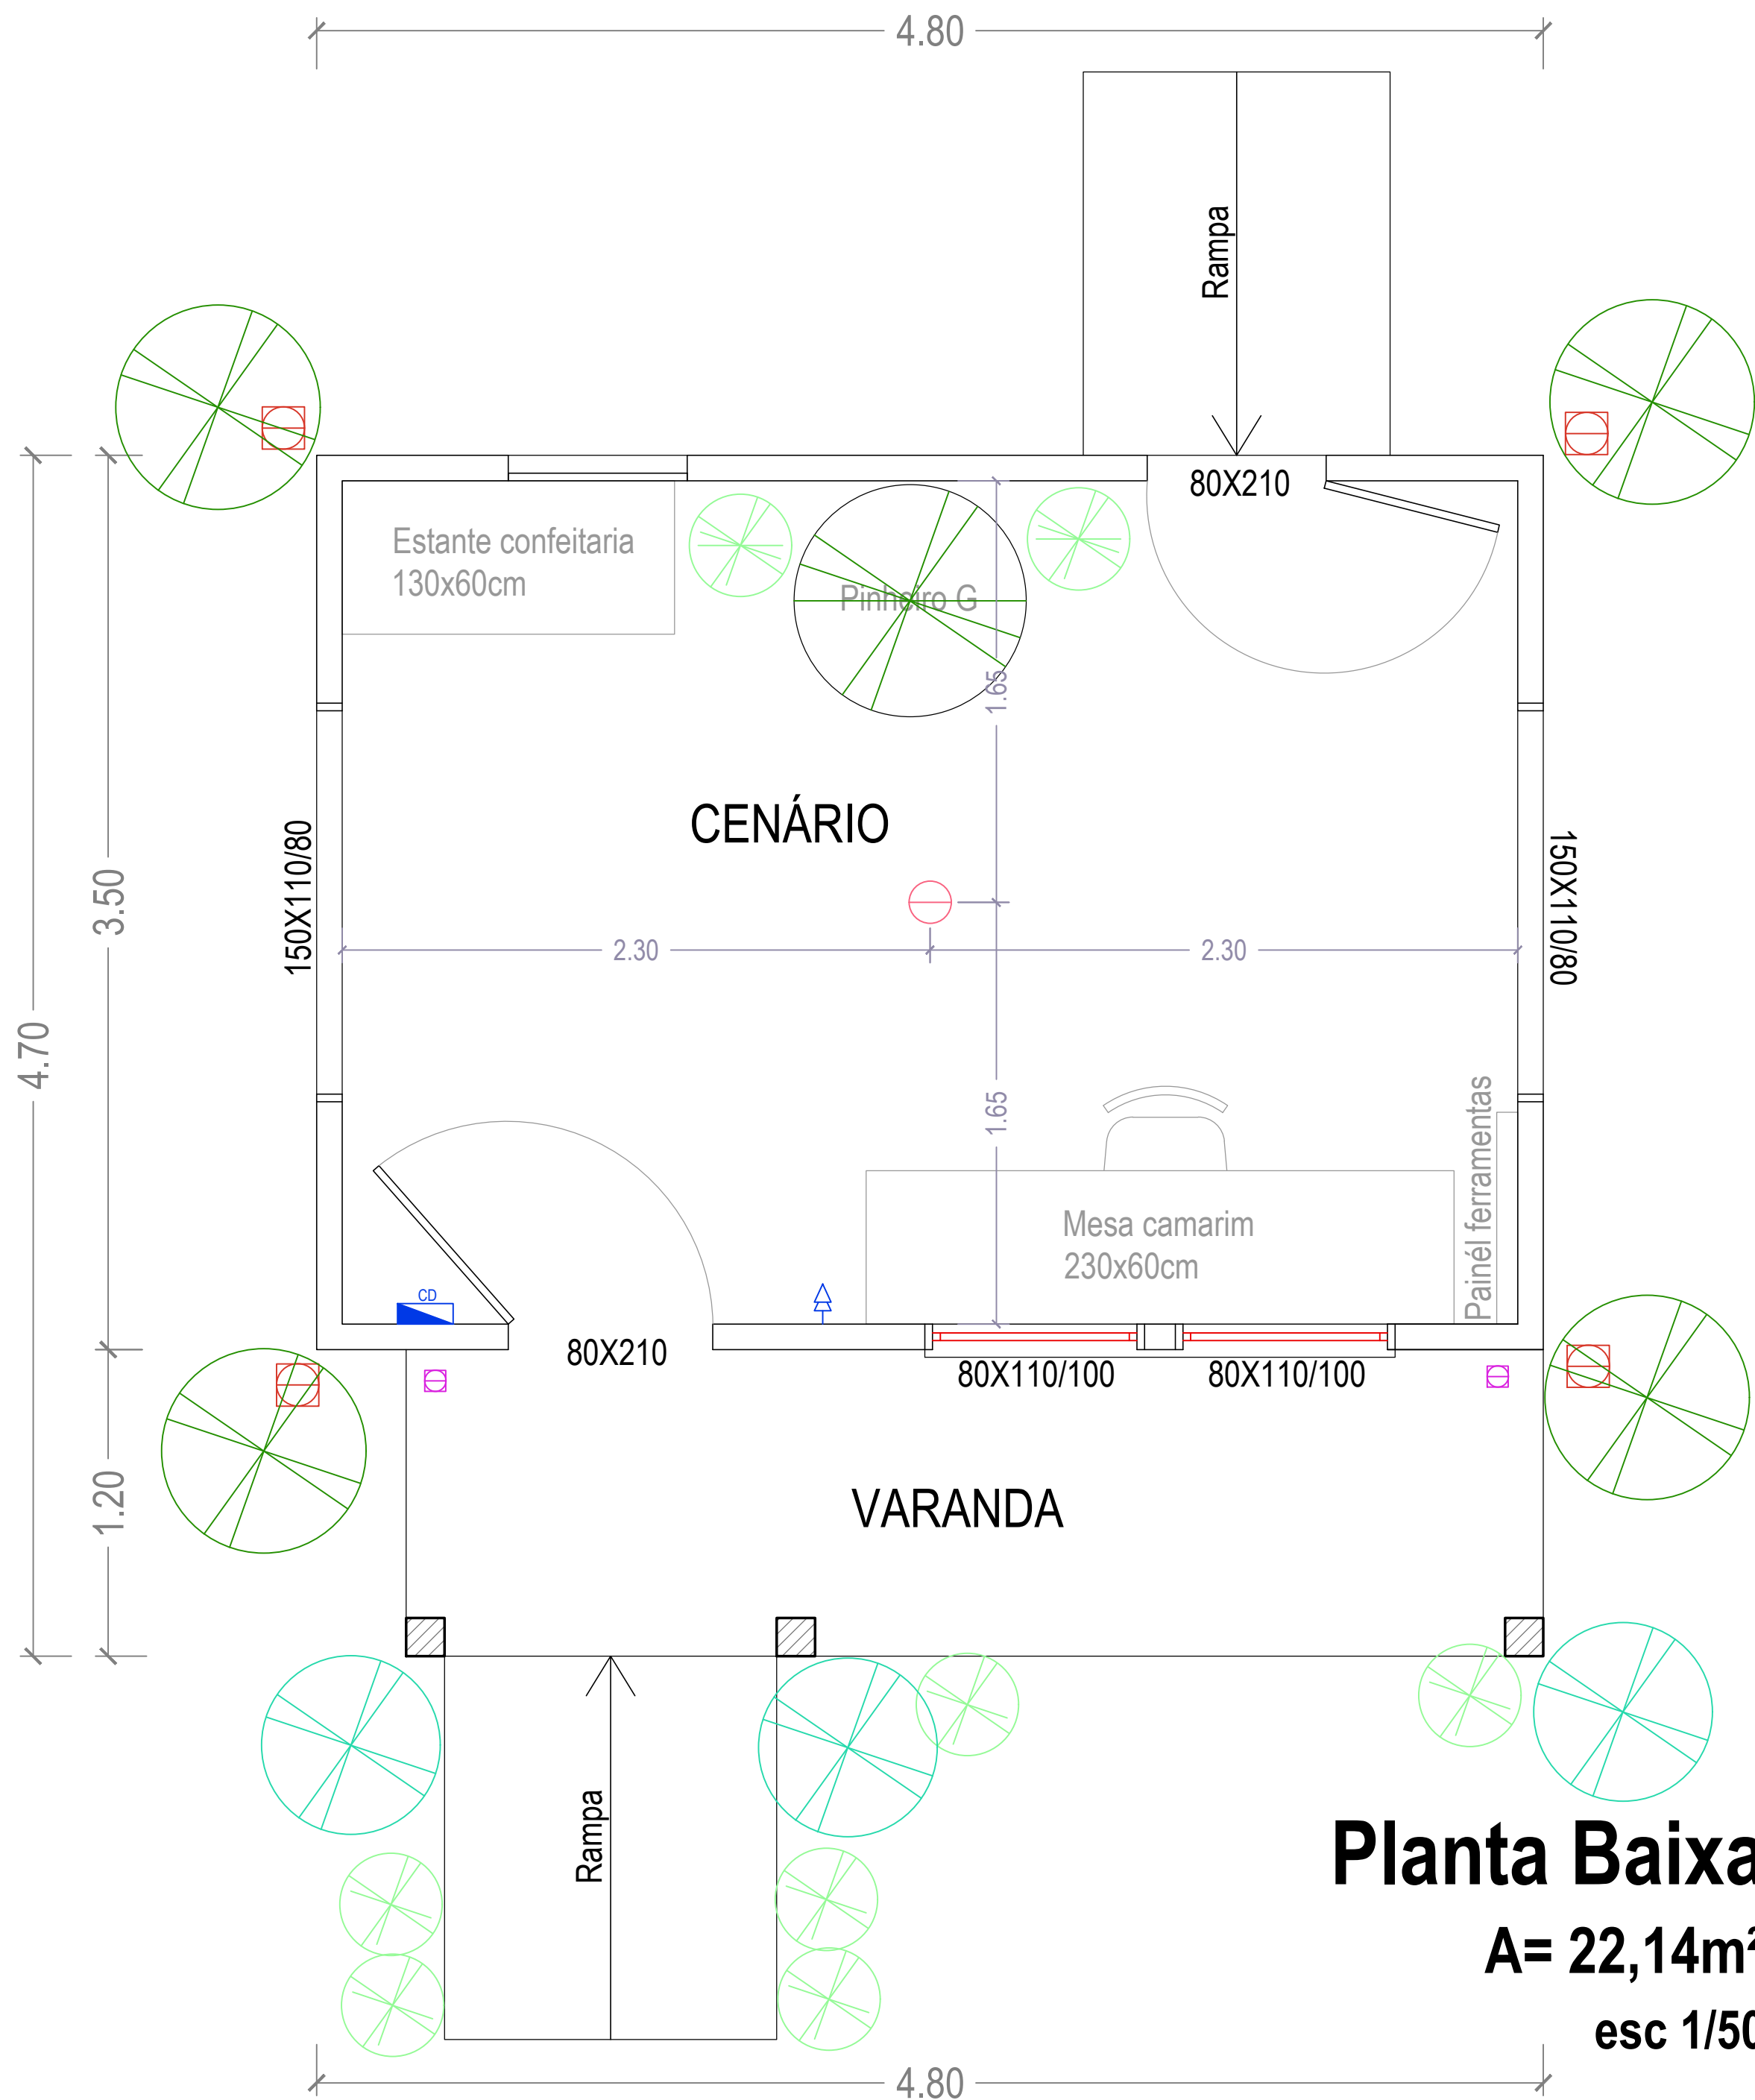 4.80
Rampa
80X210
Estante confeitaria
130x60cm
Pinheiro G
1.65
CENÁRIO
150X110/80
150X110/80
3.50
2.30
2.30
4.70
1.65
Painél ferramentas
Mesa camarim
230x60cm
CD
80X210
80X110/100
80X110/100
1.20
VARANDA
Rampa
Planta Baixa
A= 22,14m²
esc 1/50
4.80